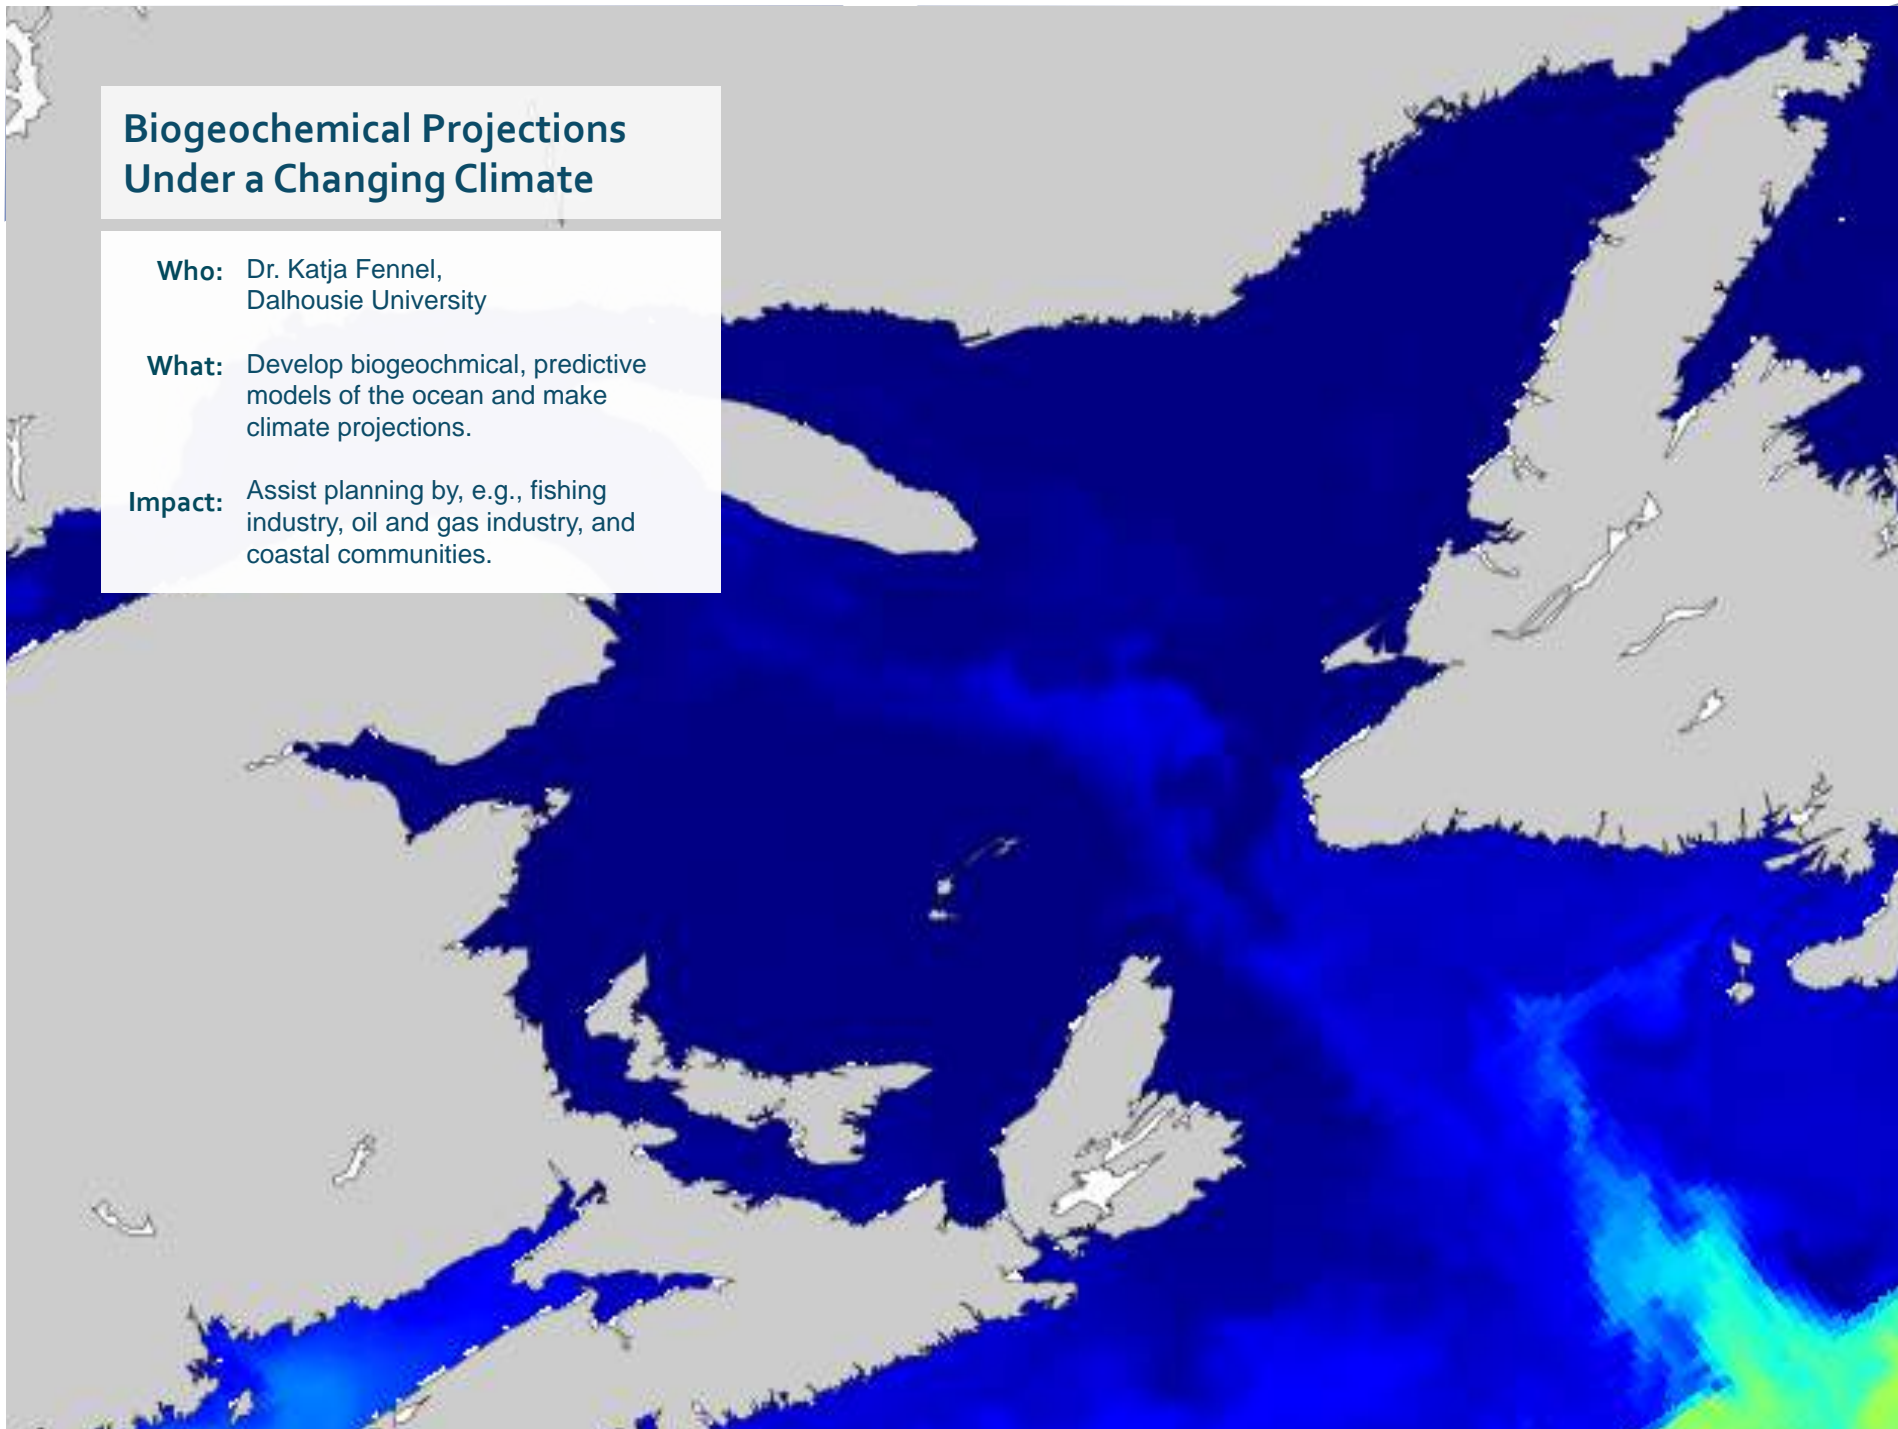 Biogeochemical Projections
Under a Changing Climate
Who: Dr. Katja Fennel,
Dalhousie University
What: Develop biogeochmical, predictive
models of the ocean and make
climate projections.
Impact: Assist planning by, e.g., fishing
industry, oil and gas industry, and
coastal communities.